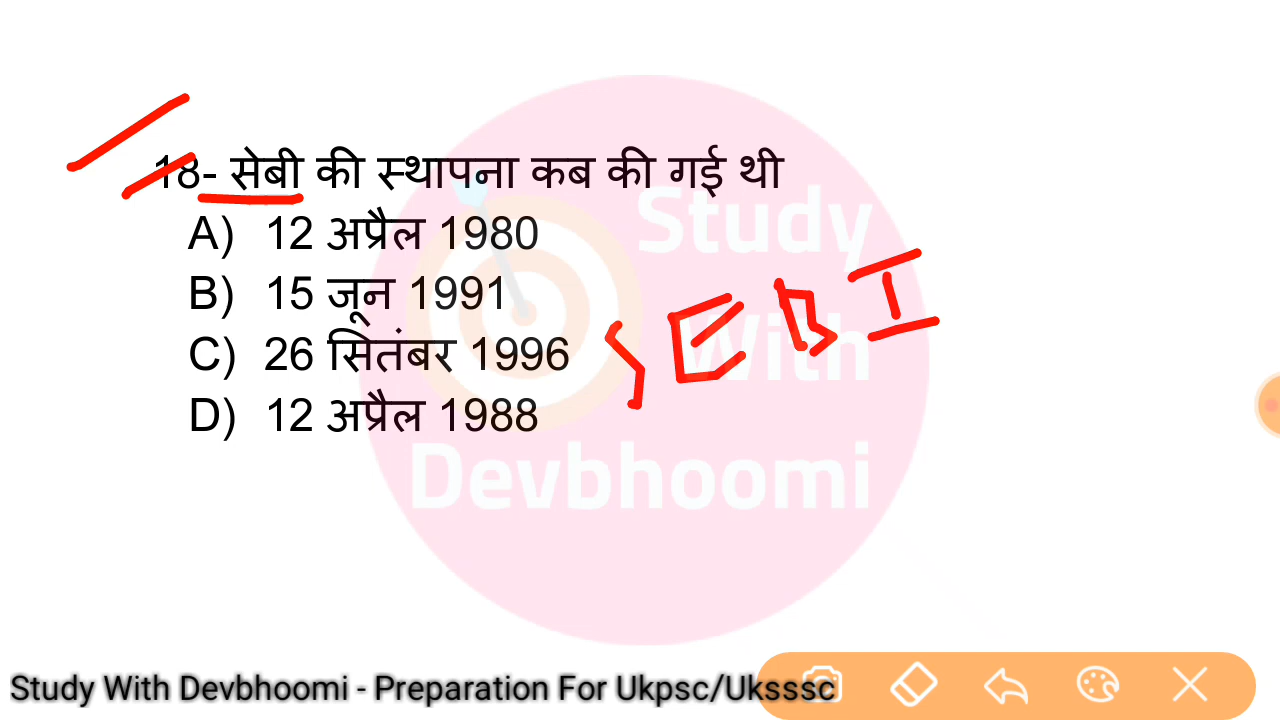 18- सेबी की स्थापना कब की गई थी
A) 12 अप्रैल 1980
B) 15 जून 1991
C) 26 सितंबर 1996
D) 12 अप्रैल 1988
SEBI
Study
With
Devbhoomi
Study With Devbhoomi - Preparation For Ukpsc/Uksssc